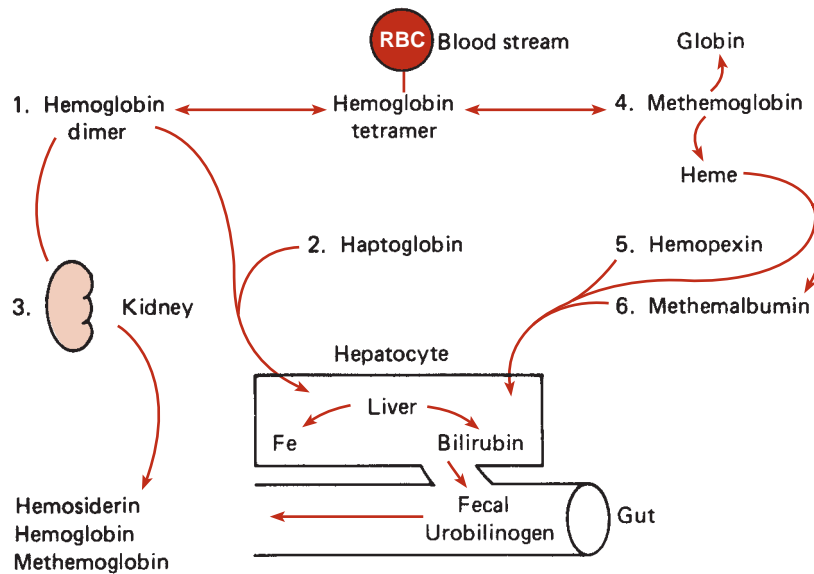 RBC Blood stream
Globin
1. Hemoglobin
dimer
Hemoglobin
tetramer
4. Methemoglobin
Heme
2. Haptoglobin
5. Hemopexin
3. Kidney
6. Methemalbumin
Hepatocyte
Liver
Fe
Bilirubin
Hemosiderin
Hemoglobin
Methemoglobin
Fecal
Urobilinogen
Gut